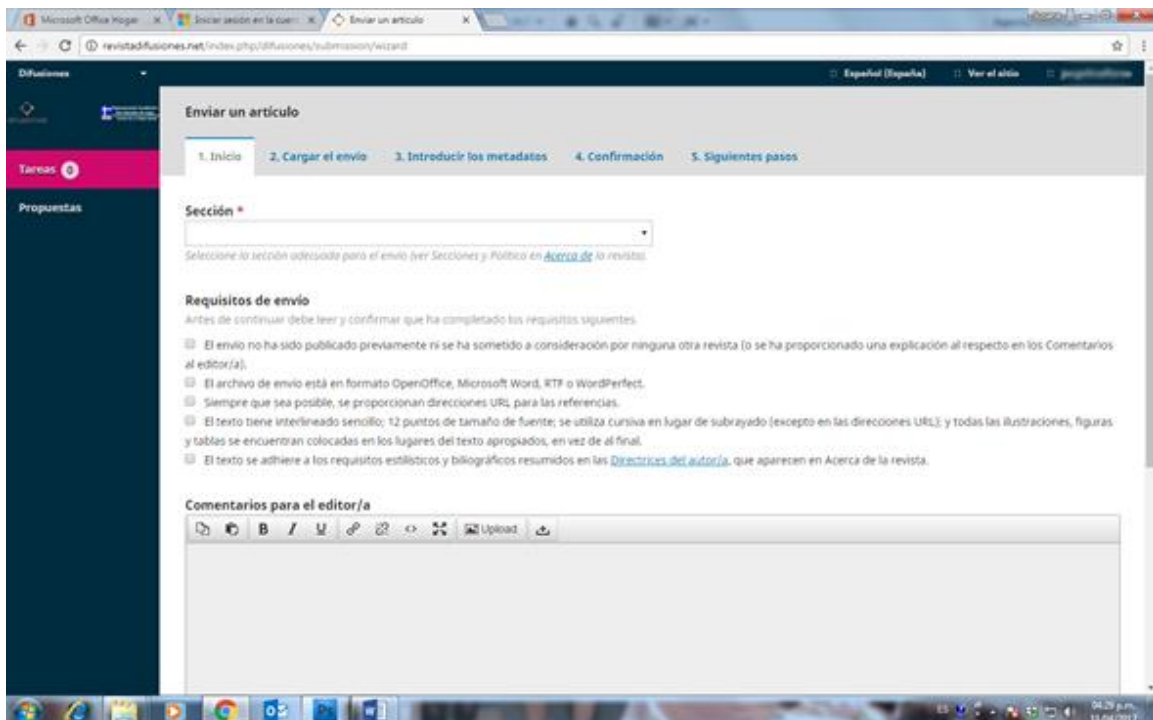 Microsoft Office Hogar
Iniciar sesión en la cuen
Enviar un artículo
revistadifusiones.net/index.php/difusiones/submission/wizard
Difusiones
Español (España)
Ver el sitio
Enviar un artículo
1. Inicio
2. Cargar el envío
3. Introducir los metadatos
4. Confirmación
5. Siguientes pasos
Tareas 0
Propuestas
Sección *
Seleccione la sección adecuada para el envío (ver Secciones y Política en Acerca de la revista).
Requisitos de envío
Antes de continuar debe leer y confirmar que ha completado los requisitos siguientes.
El envío no ha sido publicado previamente ni se ha sometido a consideración por ninguna otra revista (o se ha proporcionado una explicación al respecto en los Comentarios
al editor/a).
El archivo de envío está en formato OpenOffice, Microsoft Word, RTF o WordPerfect.
Siempre que sea posible, se proporcionan direcciones URL para las referencias.
El texto tiene interlineado sencillo; 12 puntos de tamaño de fuente; se utiliza cursiva en lugar de subrayado (excepto en las direcciones URL); y todas las ilustraciones, figuras
y tablas se encuentran colocadas en los lugares del texto apropiados, en vez de al final.
El texto se adhiere a los requisitos estilísticos y biliográficos resumidos en las Directrices del autor/a, que aparecen en Acerca de la revista.
Comentarios para el editor/a
B I U Upload
ES
04:29 p.m.
11/04/2017